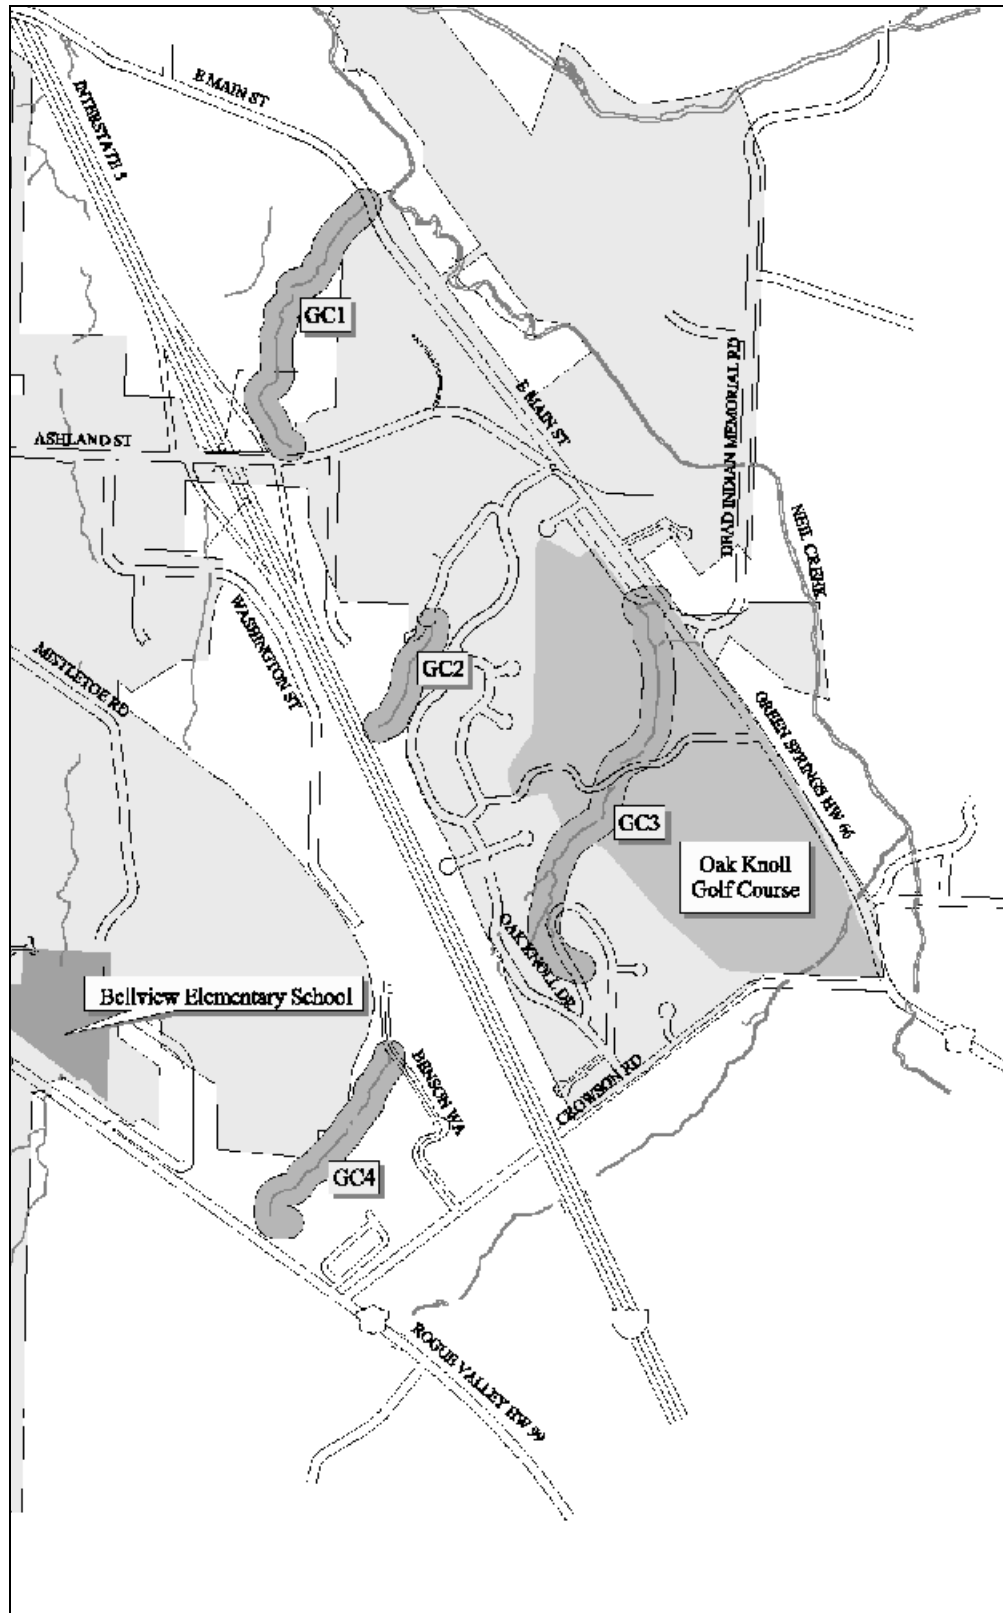 E MAIN ST
INTERSTATE 5
GC1
E MAIN ST
ASHLAND ST
DEAD INDIAN MEMORIAL RD
NEIL CREEK
WASHINGTON ST
MISTLETOE RD
GC2
GREEN SPRINGS HW 66
GC3
Oak Knoll
Golf Course
OAK KNOLL DR
Bellview Elementary School
BENSON WA
CROWSON RD
GC4
ROGUE VALLEY HW 99